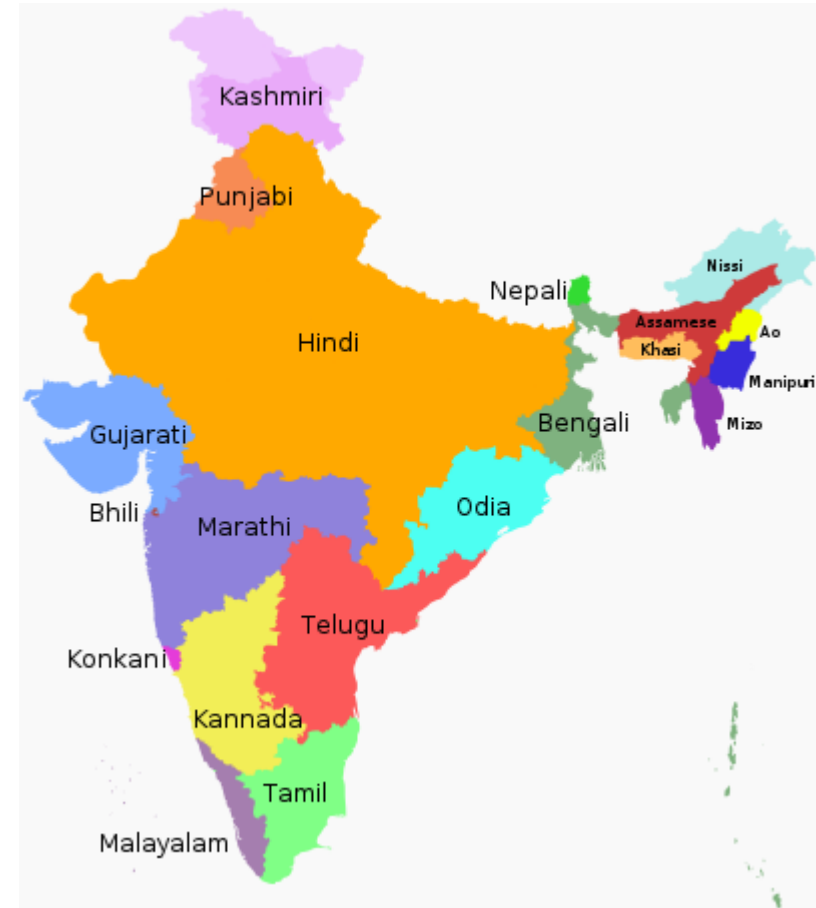 Kashmiri
Punjabi
Nissi
Nepali
Assamese
Ao
Hindi
Khasi
Manipuri
Bengali
Mizo
Gujarati
Odia
Bhili
Marathi
Telugu
Konkani
Kannada
Tamil
Malayalam